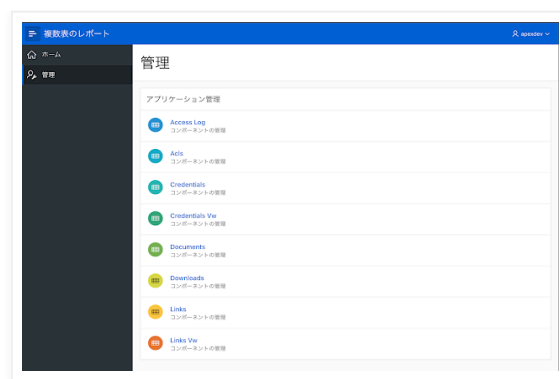 複数表のレポート
apexdev
ホーム
管理
管理
アプリケーション管理
Access Log
コンポーネントの管理
Acls
コンポーネントの管理
Credentials
コンポーネントの管理
Credentials Vw
コンポーネントの管理
Documents
コンポーネントの管理
Downloads
コンポーネントの管理
Links
コンポーネントの管理
Links Vw
コンポーネントの管理